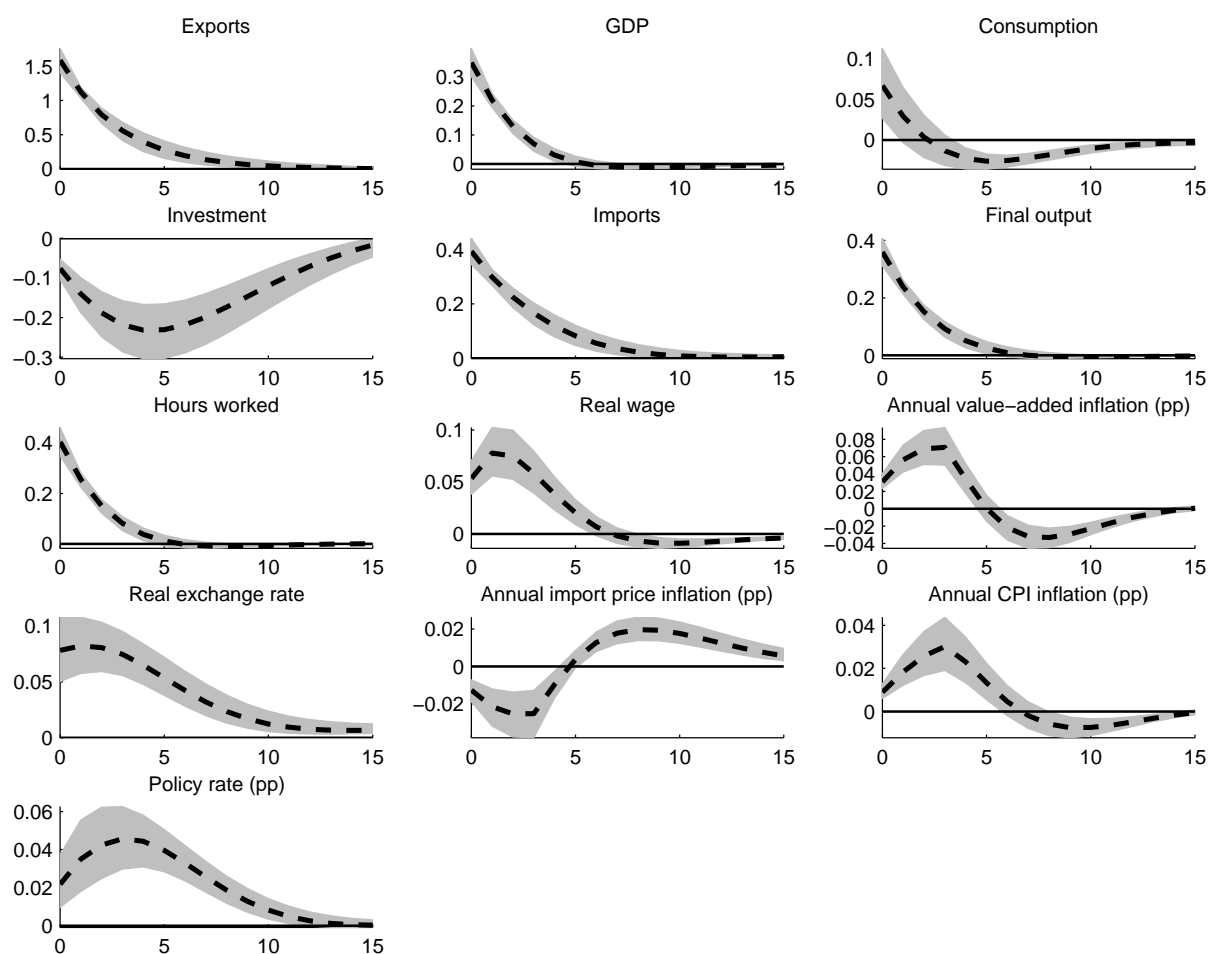 Exports
GDP
Consumption
1.5
1
0.5
0
0 5 10 15
0.3
0.2
0.1
0
0 5 10 15
0.1
0.05
0
0 5 10 15
Investment
Imports
Final output
0
−0.1
−0.2
−0.3
0 5 10 15
0.4
0.2
0
0 5 10 15
0.4
0.2
0
0 5 10 15
Hours worked
Real wage
Annual value−added inflation (pp)
0.4
0.2
0
0 5 10 15
0.1
0.05
0
0 5 10 15
0.08
0.06
0.04
0.02
0
−0.02
−0.04
0 5 10 15
Real exchange rate
Annual import price inflation (pp)
Annual CPI inflation (pp)
0.1
0.05
0
0 5 10 15
0.02
0
−0.02
0 5 10 15
0.04
0.02
0
0 5 10 15
Policy rate (pp)
0.06
0.04
0.02
0
0 5 10 15